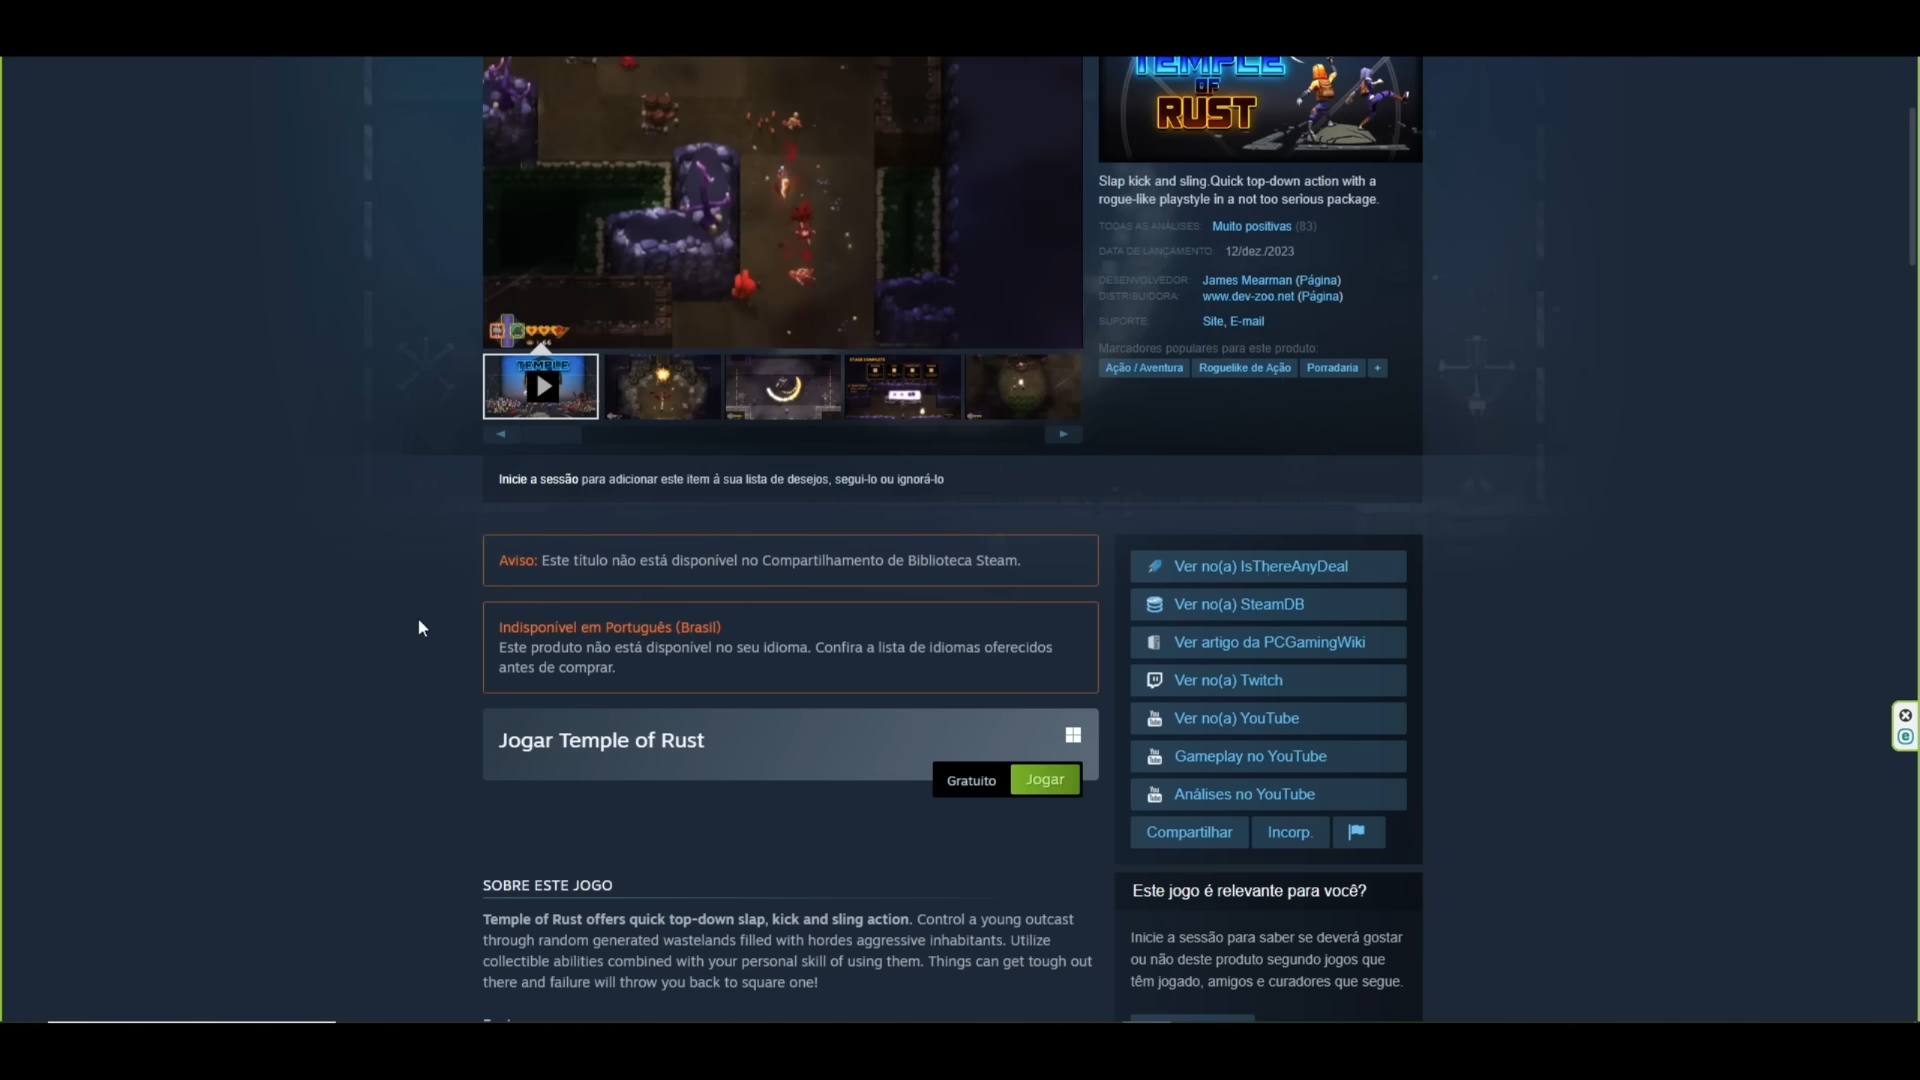 TEMPLE
OF
RUST
Slap kick and sling.Quick top-down action with a
rogue-like playstyle in a not too serious package.
TODAS AS ANÁLISES: Muito positivas (83)
DATA DE LANÇAMENTO: 12/dez./2023
DESENVOLVEDOR: James Mearman (Página)
DISTRIBUIDORA: www.dev-zoo.net (Página)
SUPORTE: Site, E-mail
Marcadores populares para este produto:
Ação / Aventura Roguelike de Ação Porradaria +
TEMPLE
STAGE COMPLETE
Inicie a sessão para adicionar este item à sua lista de desejos, segui-lo ou ignorá-lo
Aviso: Este título não está disponível no Compartilhamento de Biblioteca Steam.
Indisponível em Português (Brasil)
Este produto não está disponível no seu idioma. Confira a lista de idiomas oferecidos
antes de comprar.
Jogar Temple of Rust
Gratuito Jogar
SOBRE ESTE JOGO
Temple of Rust offers quick top-down slap, kick and sling action. Control a young outcast
through random generated wastelands filled with hordes aggressive inhabitants. Utilize
collectible abilities combined with your personal skill of using them. Things can get tough out
there and failure will throw you back to square one!
Ver no(a) IsThereAnyDeal
Ver no(a) SteamDB
Ver artigo da PCGamingWiki
Ver no(a) Twitch
Ver no(a) YouTube
Gameplay no YouTube
Análises no YouTube
Compartilhar Incorp.
Este jogo é relevante para você?
Inicie a sessão para saber se deverá gostar
ou não deste produto segundo jogos que
têm jogado, amigos e curadores que segue.